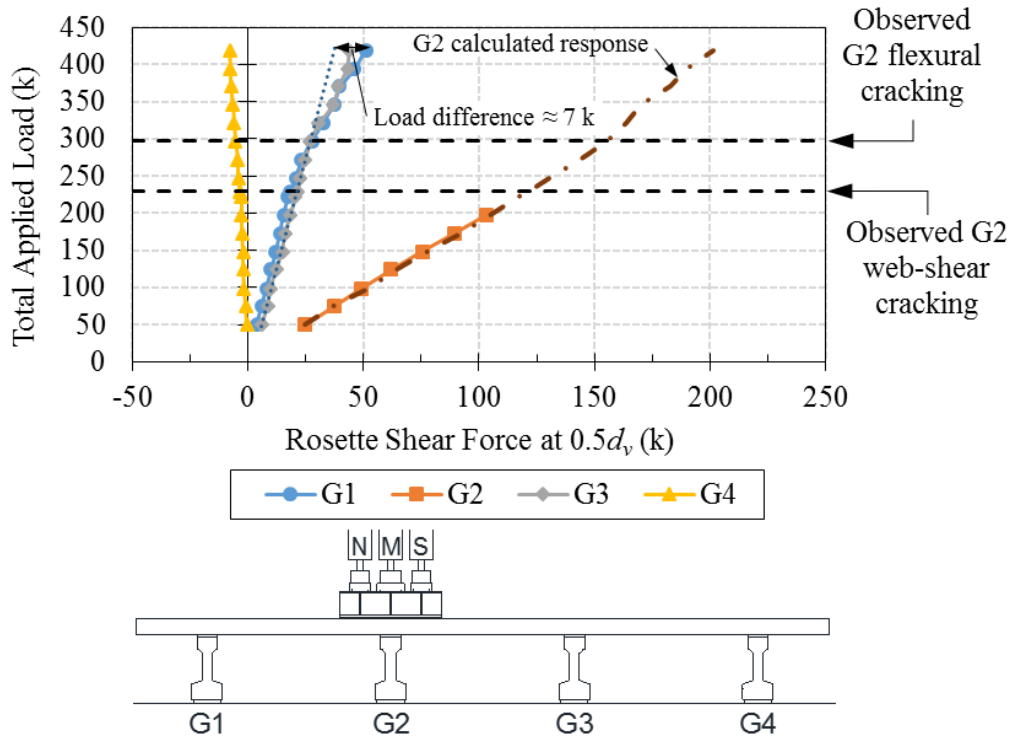 450
400
350
300
250
200
150
100
50
0
Total Applied Load (k)
G2 calculated response
Load difference ≈ 7 k
Observed
G2 flexural
cracking
Observed G2
web-shear
cracking
-50 0 50 100 150 200 250
Rosette Shear Force at 0.5dv (k)
G1 G2 G3 G4
N M S
G1 G2 G3 G4